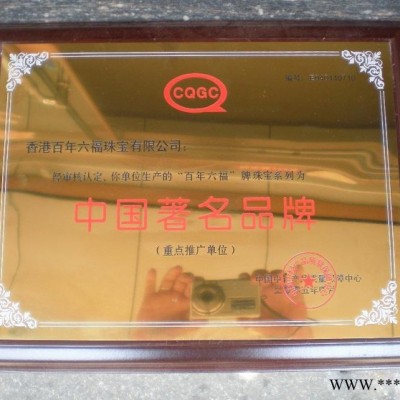 CQGC
香港百年六福珠宝有限公司:
经审核认定,你单位生产的“百年六福”牌珠宝系列为
中国著名品牌
(重点推广单位)